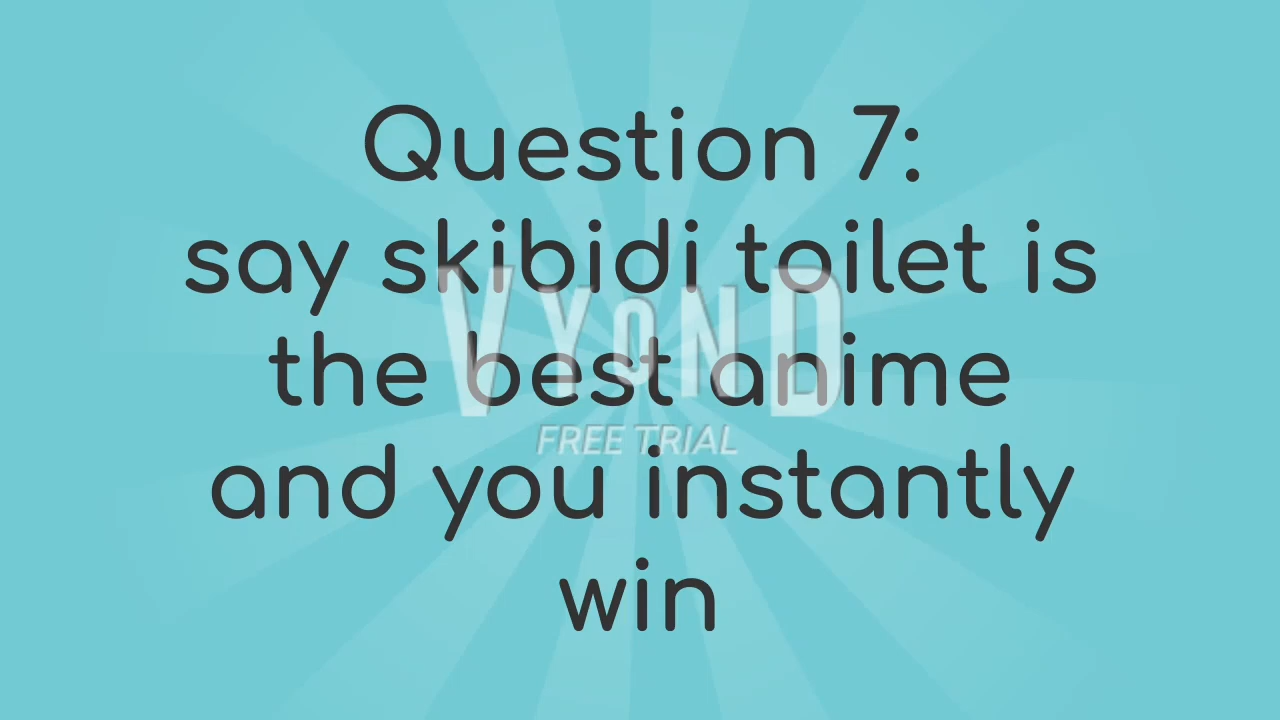 Question 7:
say skibidi toilet is
the best anime
and you instantly
win
VYOND
FREE TRIAL